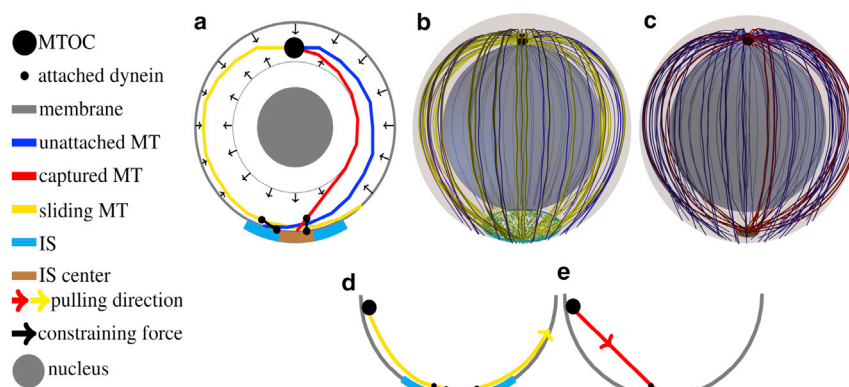 a
b
c
MTOC
attached dynein
membrane
unattached MT
captured MT
sliding MT
IS
IS center
pulling direction
constraining force
nucleus
d
e